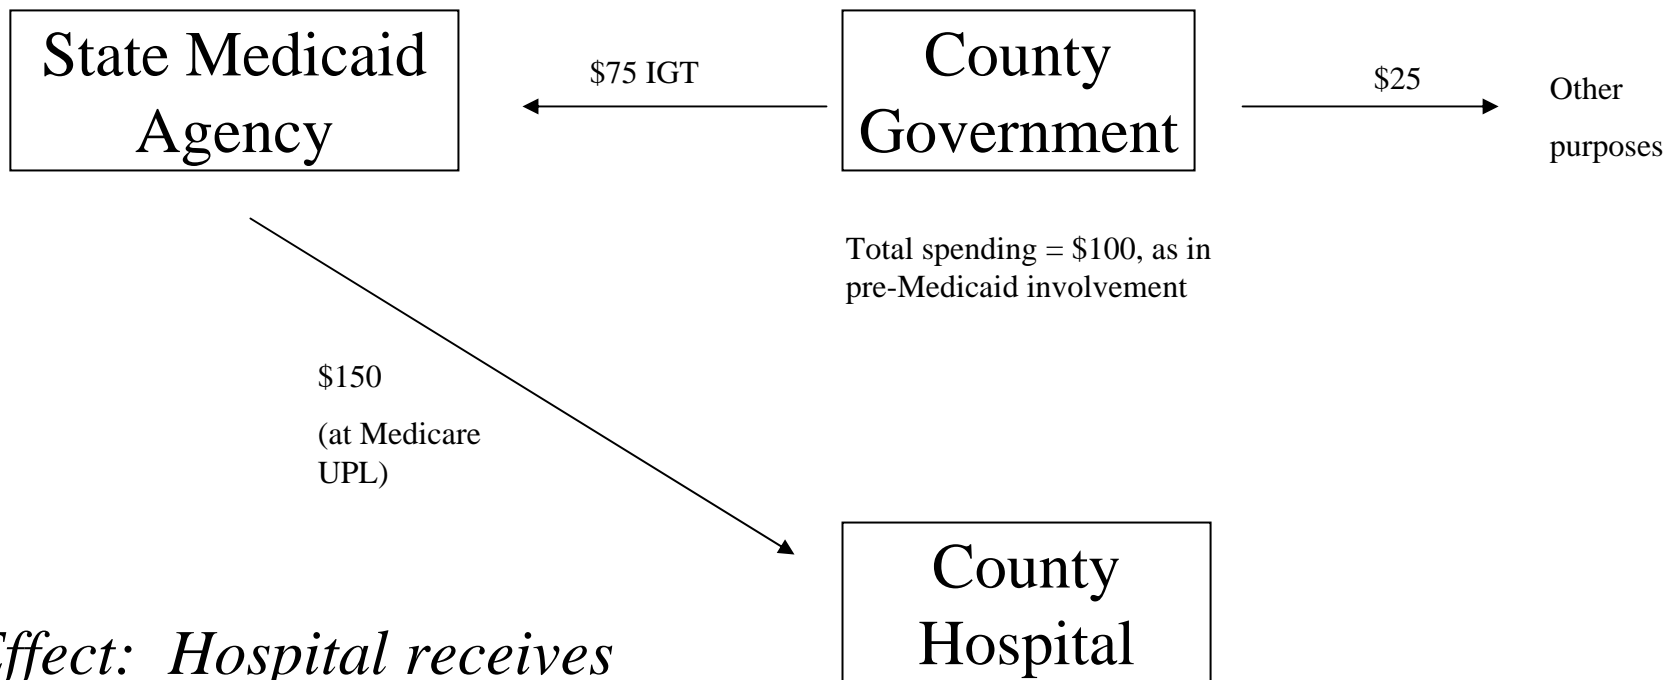 State Medicaid
Agency
$75 IGT
County
Government
$25
Other
purposes
Total spending = $100, as in
pre-Medicaid involvement
$150
(at Medicare
UPL)
County
Hospital
Effect: Hospital receives